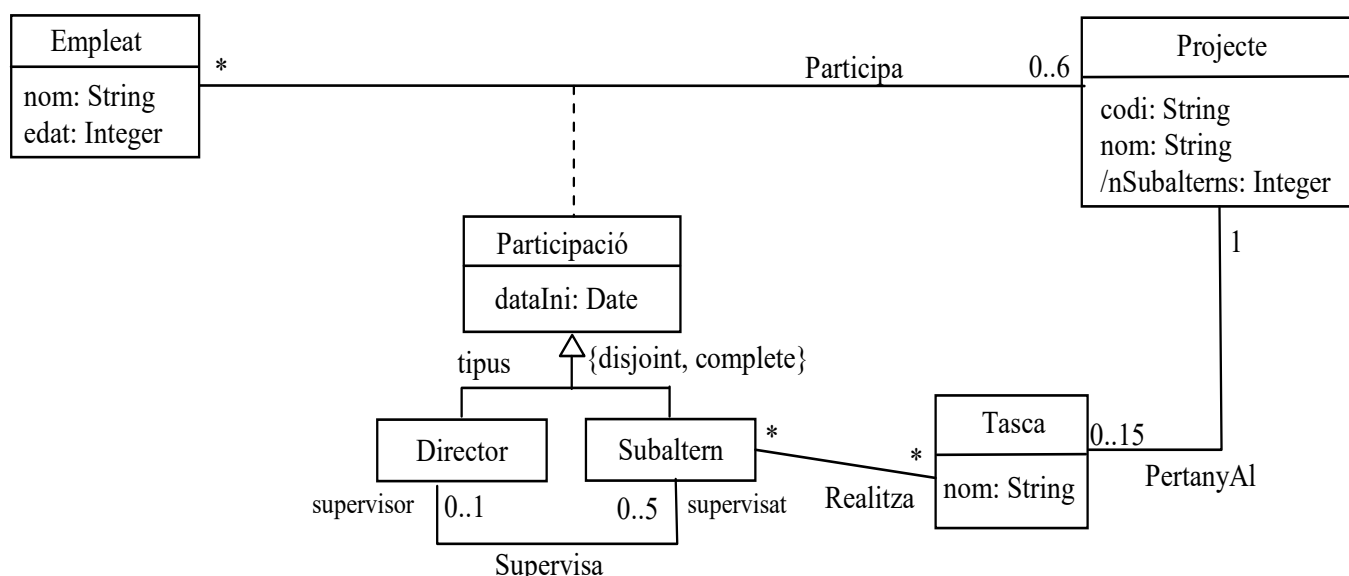 Empleat
nom: String
edat: Integer
*
Participa
0..6
Projecte
codi: String
nom: String
/nSubalterns: Integer
1
Participació
dataIni: Date
tipus
{disjoint, complete}
Director
Subaltern
*
*
Realitza
Tasca
nom: String
0..15
PertanyAl
supervisor
0..1
0..5
supervisat
Supervisa